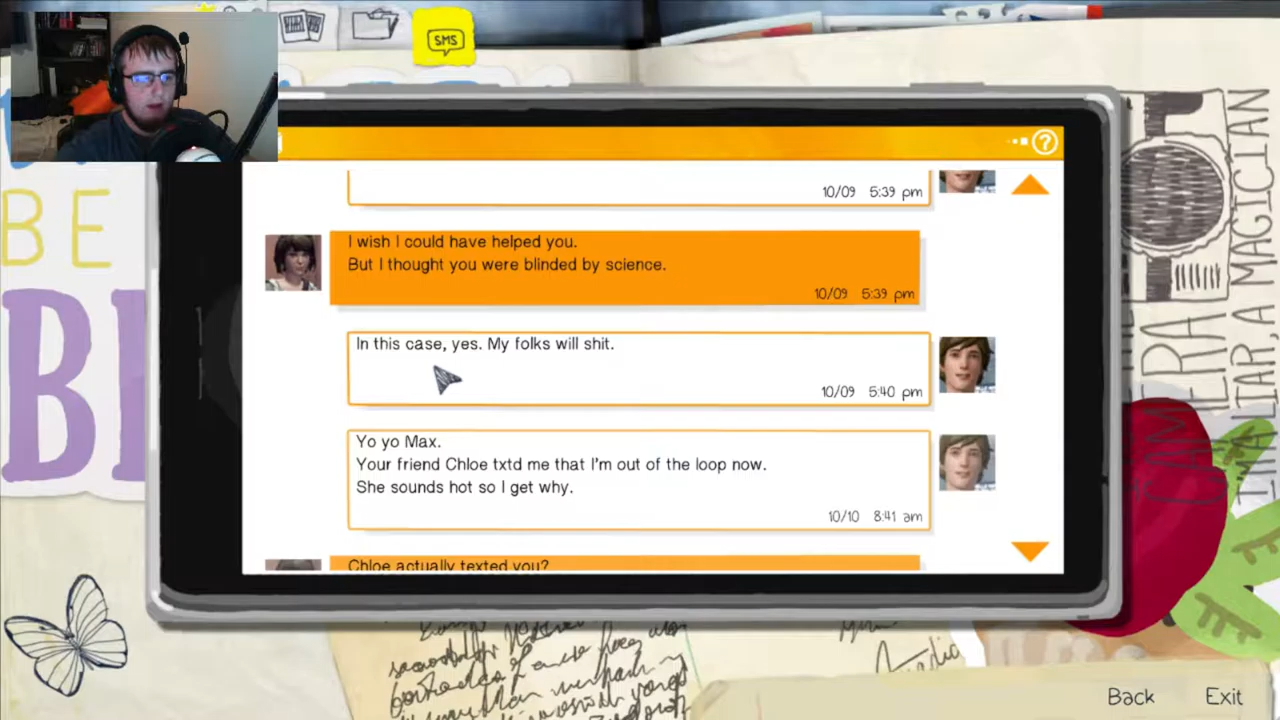 SMS
?
10/09 5:39 pm
I wish I could have helped you.
But I thought you were blinded by science.
10/09 5:39 pm
In this case, yes. My folks will shit.
10/09 5:40 pm
Yo yo Max.
Your friend Chloe txtd me that I'm out of the loop now.
She sounds hot so I get why.
10/10 8:41 am
Chloe actually texted you?
BE
Back
Exit